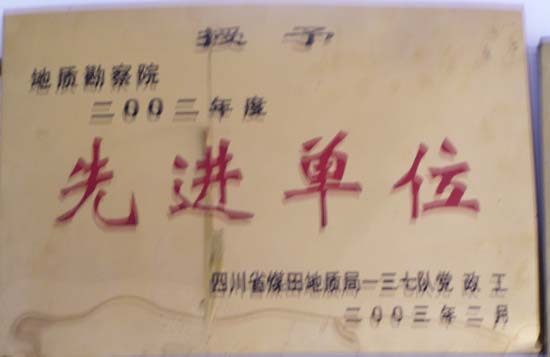 授予
地质勘察院
二00二年度
先进单位
四川省煤田地质局一三七队党 政 工
二00三年二月